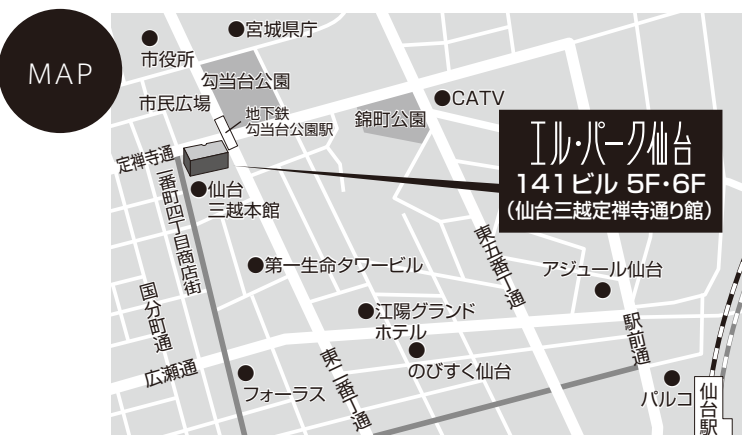 MAP
市役所
宮城県庁
勾当台公園
市民広場
地下鉄
勾当台公園駅
CATV
錦町公園
エル・パーク仙台
141ビル 5F・6F
(仙台三越定禅寺通り館)
定禅寺通
一番町四丁目商店街
仙台
三越本館
国分町通
第一生命タワービル
東五番丁通
アジュール仙台
江陽グランド
ホテル
のびすく仙台
駅前通
広瀬通
フォーラス
東二番丁通
パルコ
仙台駅